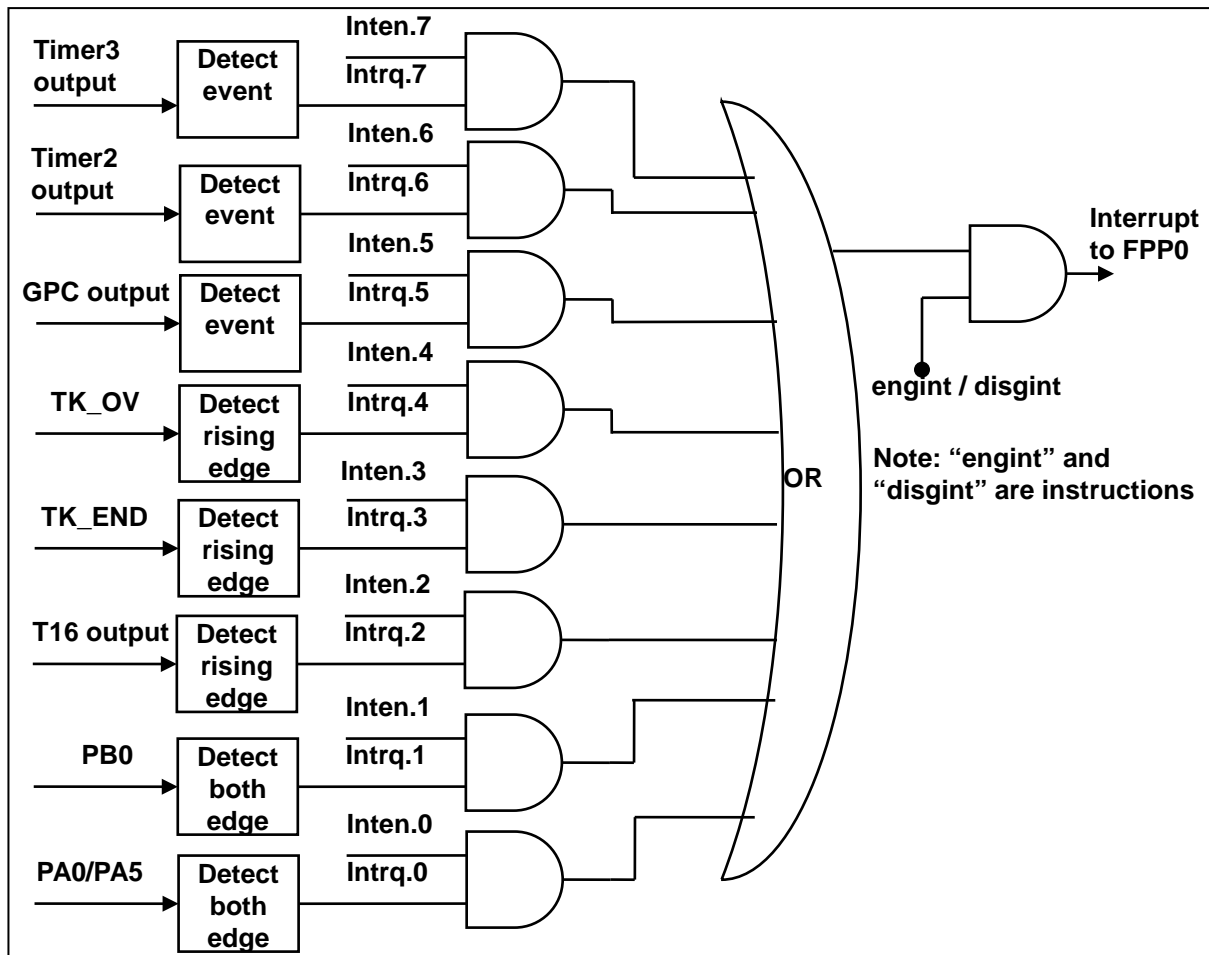 Timer3
output
Detect
event
Inten.7
Intrq.7
Timer2
output
Detect
event
Inten.6
Intrq.6
GPC output
Detect
event
Inten.5
Intrq.5
TK_OV
Detect
rising
edge
Inten.4
Intrq.4
TK_END
Detect
rising
edge
Inten.3
Intrq.3
T16 output
Detect
rising
edge
Inten.2
Intrq.2
PB0
Detect
both
edge
Inten.1
Intrq.1
PA0/PA5
Detect
both
edge
Inten.0
Intrq.0
OR
Interrupt
to FPP0
engint / disgint
Note: “engint” and
“disgint” are instructions